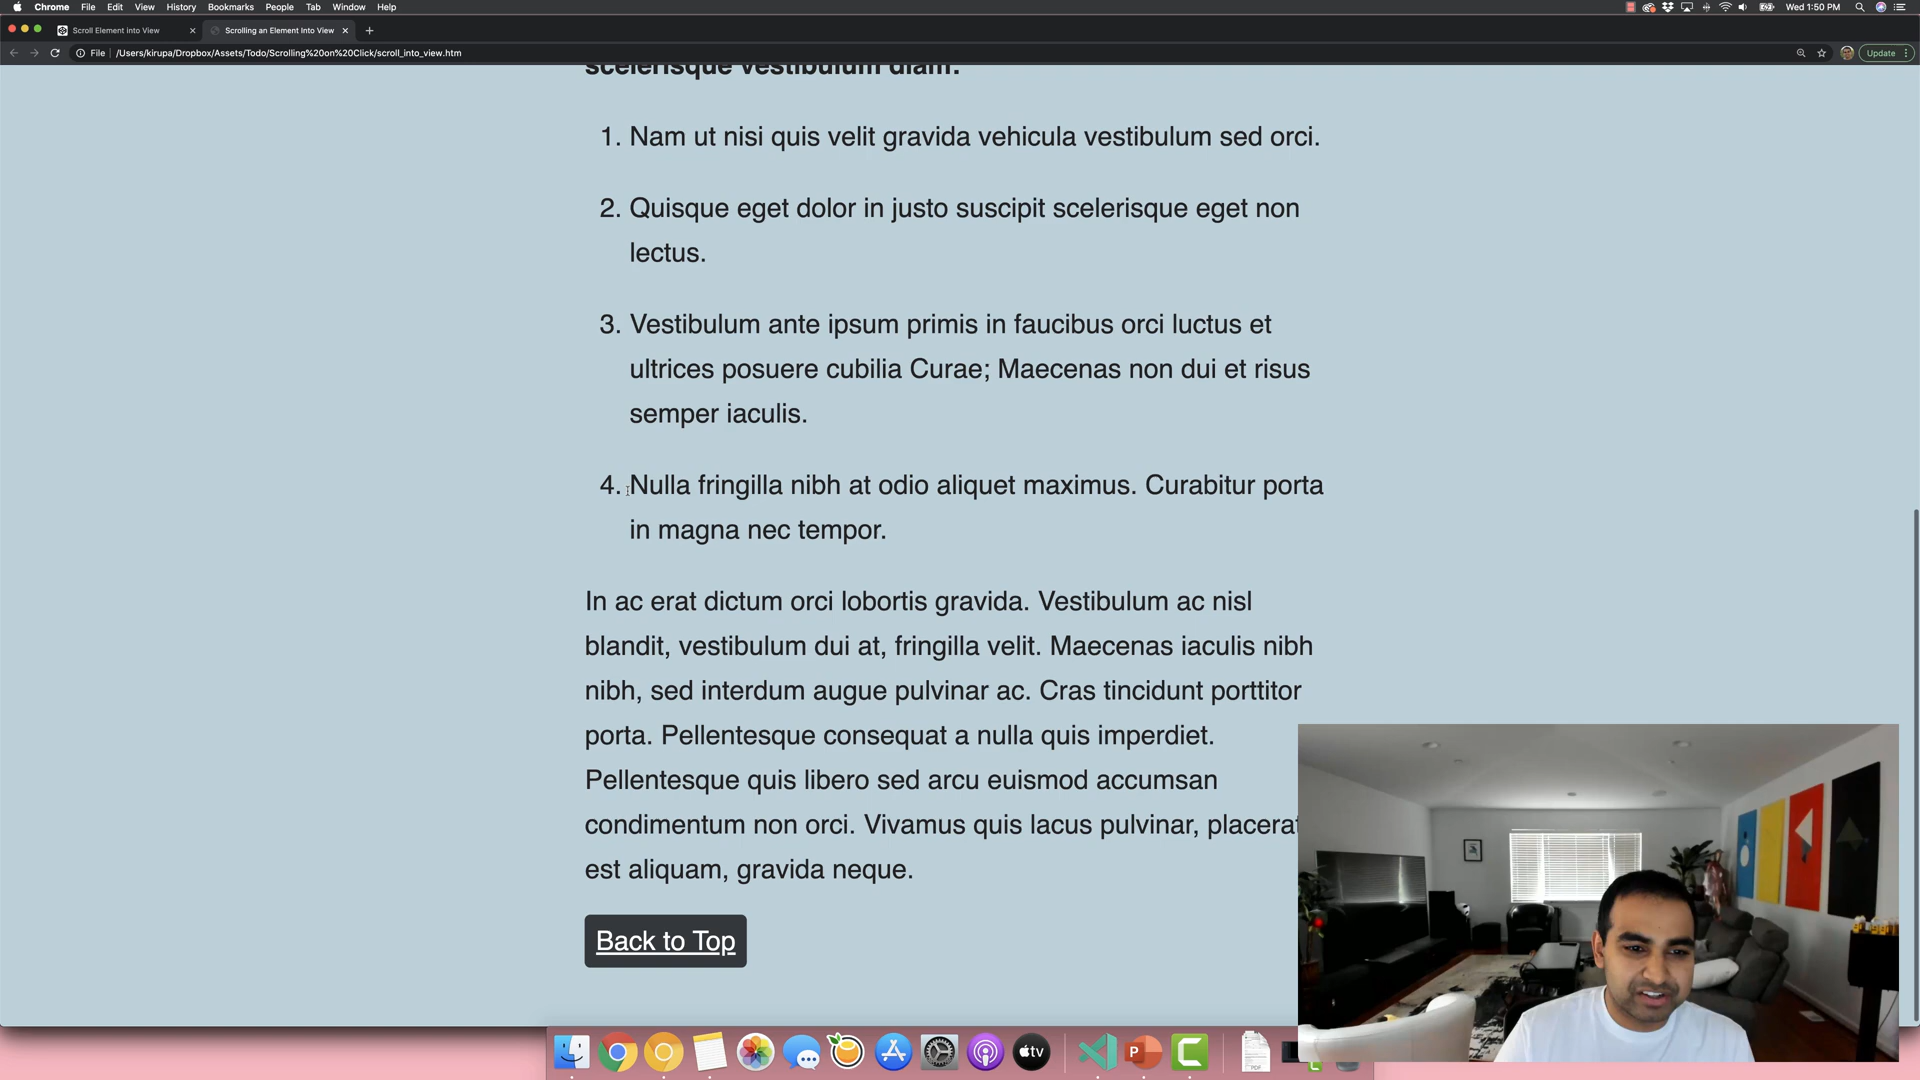 Chrome File Edit View History Bookmarks People Tab Window Help
Wed 1:50 PM
Scroll Element into View
Scrolling an Element Into View
File
/Users/kirupa/Dropbox/Assets/Todo/Scrolling%20on%20Click/scroll_into_view.htm
Update
scelerisque vestibulum diam.
1. Nam ut nisi quis velit gravida vehicula vestibulum sed orci.
2. Quisque eget dolor in justo suscipit scelerisque eget non
lectus.
3. Vestibulum ante ipsum primis in faucibus orci luctus et
ultrices posuere cubilia Curae; Maecenas non dui et risus
semper iaculis.
4. Nulla fringilla nibh at odio aliquet maximus. Curabitur porta
in magna nec tempor.
In ac erat dictum orci lobortis gravida. Vestibulum ac nisl
blandit, vestibulum dui at, fringilla velit. Maecenas iaculis nibh
nibh, sed interdum augue pulvinar ac. Cras tincidunt porttitor
porta. Pellentesque consequat a nulla quis imperdiet.
Pellentesque quis libero sed arcu euismod accumsan
condimentum non orci. Vivamus quis lacus pulvinar, placerat
est aliquam, gravida neque.
Back to Top
tv
P
C
PDF